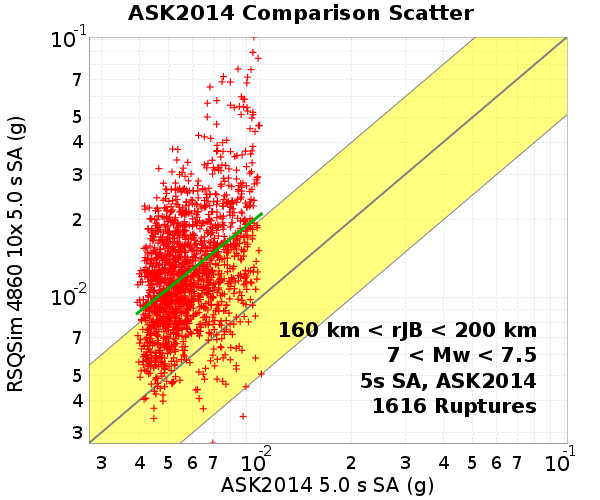 ASK2014 Comparison Scatter
RSQSim 4860 10x 5.0 s SA (g)
10-1
7
5
4
3
2
10-2
7
5
4
3
160 km < rJB < 200 km
7 < Mw < 7.5
5s SA, ASK2014
1616 Ruptures
3 4 5 6 7 10-2 2 3 4 5 6 7 10-1
ASK2014 5.0 s SA (g)